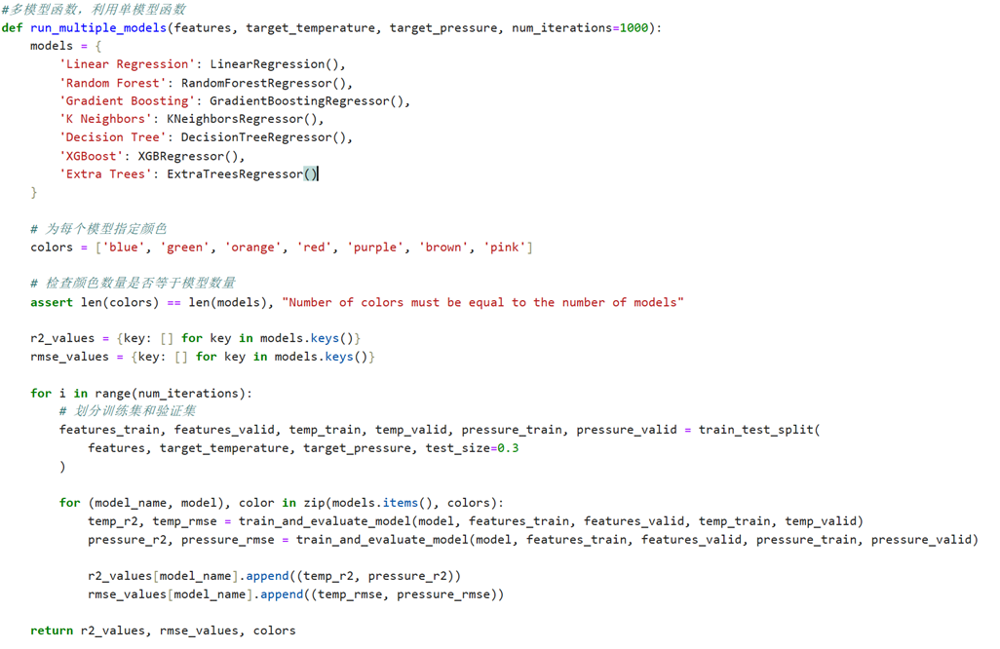 #多模型函数，利用单模型函数
def run_multiple_models(features, target_temperature, target_pressure, num_iterations=1000):
    models = {
        'Linear Regression': LinearRegression(),
        'Random Forest': RandomForestRegressor(),
        'Gradient Boosting': GradientBoostingRegressor(),
        'K Neighbors': KNeighborsRegressor(),
        'Decision Tree': DecisionTreeRegressor(),
        'XGBoost': XGBRegressor(),
        'Extra Trees': ExtraTreesRegressor()
    }
    # 为每个模型指定颜色
    colors = ['blue', 'green', 'orange', 'red', 'purple', 'brown', 'pink']
    # 检查颜色数量是否等于模型数量
    assert len(colors) == len(models), "Number of colors must be equal to the number of models"
    r2_values = {key: [] for key in models.keys()}
    rmse_values = {key: [] for key in models.keys()}
    for i in range(num_iterations):
        # 划分训练集和验证集
        features_train, features_valid, temp_train, temp_valid, pressure_train, pressure_valid = train_test_split(
            features, target_temperature, target_pressure, test_size=0.3
        )
        for (model_name, model), color in zip(models.items(), colors):
            temp_r2, temp_rmse = train_and_evaluate_model(model, features_train, features_valid, temp_train, temp_valid)
            pressure_r2, pressure_rmse = train_and_evaluate_model(model, features_train, features_valid, pressure_train, pressure_valid)
            r2_values[model_name].append((temp_r2, pressure_r2))
            rmse_values[model_name].append((temp_rmse, pressure_rmse))
    return r2_values, rmse_values, colors